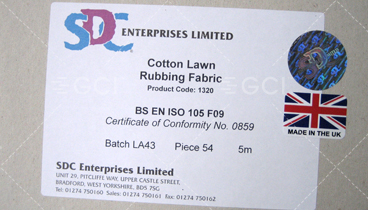 SDC ENTERPRISES LIMITED
Cotton Lawn
Rubbing Fabric
Product Code: 1320
BS EN ISO 105 F09
Certificate of Conformity No. 0859
Batch LA43 Piece 54 5m
MADE IN THE UK
SDC Enterprises Limited
UNIT 29, PITCLIFFE WAY, UPPER CASTLE STREET,
BRADFORD, WEST YORKSHIRE, BD5 7SG
Tel 01274 750160 Sales: 01274 750161 fax: 01274 750162